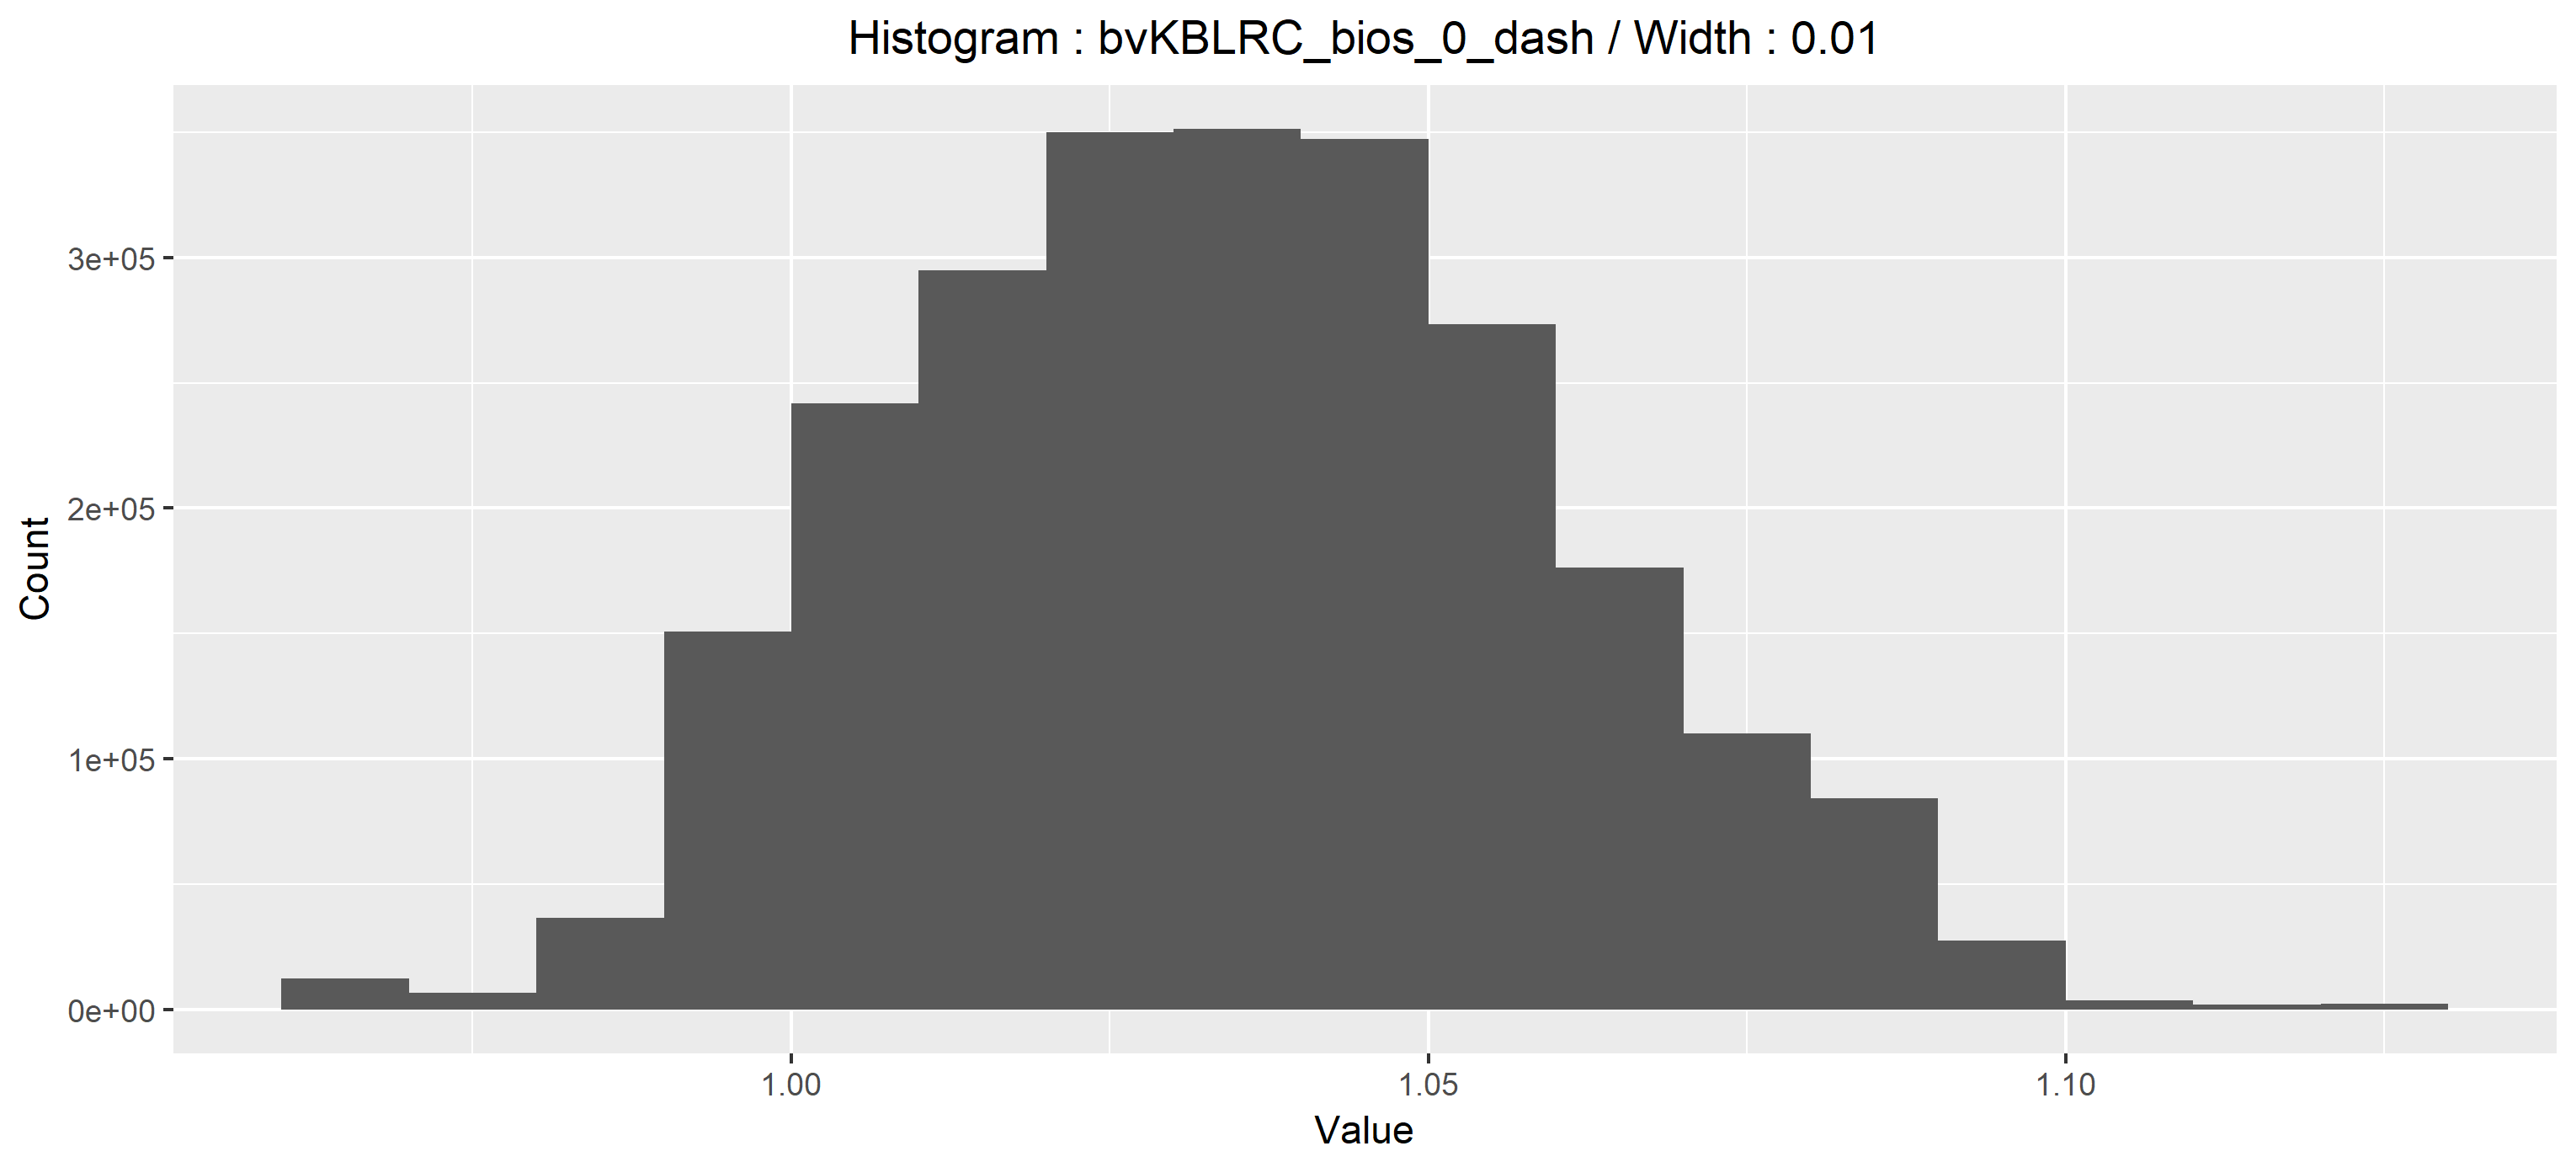 Histogram : bvKBLRC_bios_0_dash / Width : 0.01
3e+05
2e+05
1e+05
0e+00
Count
1.00 1.05 1.10
Value